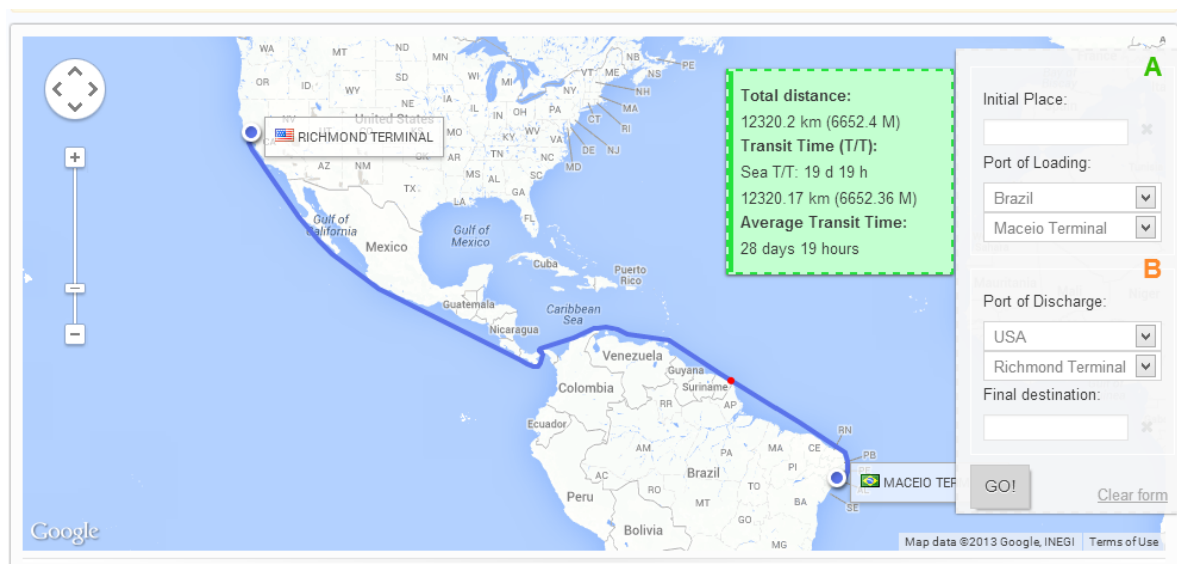 WA
MT
ND
MN
OR
ID
SD
WI
MI
VT
ME
NB
PE
NS
WY
NE
IA
NY
NH
MA
NV
United States
IL
IN
OH
PA
CT
RI
RICHMOND TERMINAL
MO
KY
WV
VA
DE
NJ
CA
AZ
NM
OK
AR
TN
NC
MD
MS
AL
SC
TX
GA
LA
FL
Gulf of
California
Gulf of
Mexico
Mexico
Cuba
Puerto
Rico
Guatemala
Caribbean
Sea
Nicaragua
Venezuela
Guyana
Suriname
Colombia
RR
AP
Ecuador
AM
PA
MA
CE
RN
PB
PE
AL
PI
AC
RO
Brazil
TO
MACEIO TER
Peru
MT
BA
SE
GO
Bolivia
MG
Total distance:
12320.2 km (6652.4 M)
Transit Time (T/T):
Sea T/T: 19 d 19 h
12320.17 km (6652.36 M)
Average Transit Time:
28 days 19 hours
A
Initial Place:
Port of Loading:
Brazil
Maceio Terminal
B
Port of Discharge:
USA
Richmond Terminal
Final destination:
GO!
Clear form
Google
Map data ©2013 Google, INEGI
Terms of Use